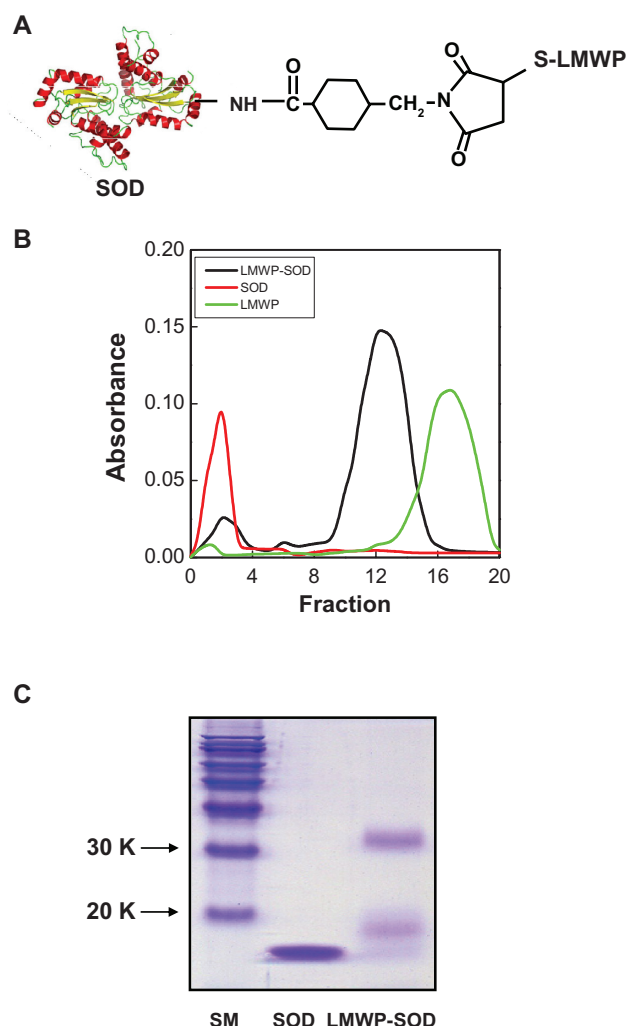 A
SOD
NH
O
CH2
N
O
O
S-LMWP
B
0.20
0.15
0.10
0.05
0.00
Absorbance
LMWP-SOD
SOD
LMWP
0 4 8 12 16 20
Fraction
C
30 K
20 K
SM SOD LMWP-SOD